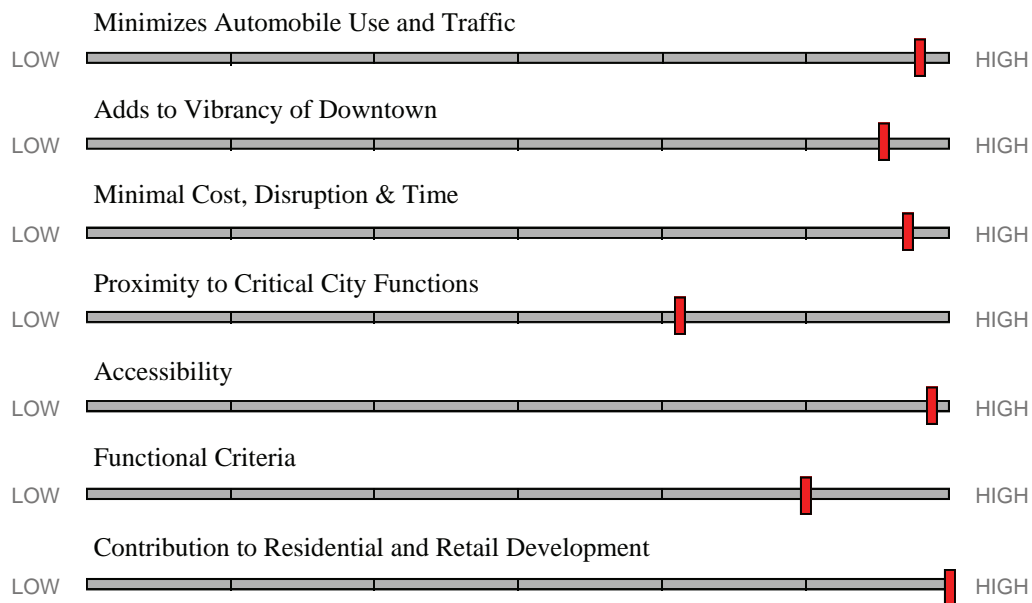 Minimizes Automobile Use and Traffic
LOW HIGH
Adds to Vibrancy of Downtown
LOW HIGH
Minimal Cost, Disruption & Time
LOW HIGH
Proximity to Critical City Functions
LOW HIGH
Accessibility
LOW HIGH
Functional Criteria
LOW HIGH
Contribution to Residential and Retail Development
LOW HIGH